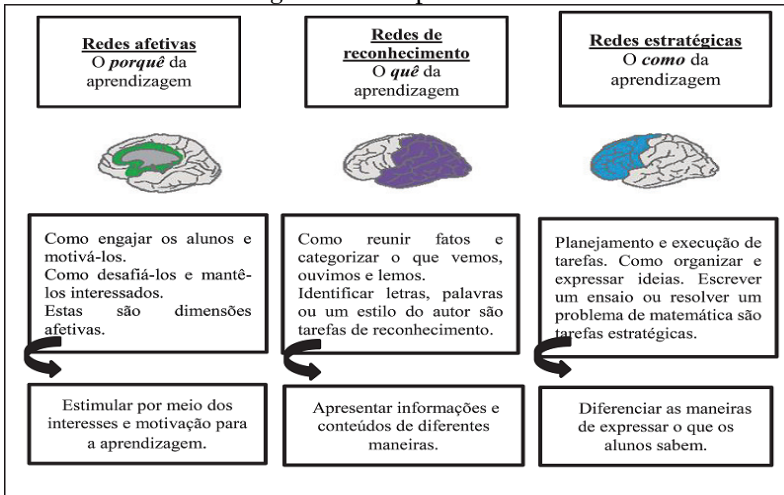 Redes afetivas
O porquê da
aprendizagem
Redes de
reconhecimento
O quê da
aprendizagem
Redes estratégicas
O como da
aprendizagem
Como engajar os alunos e
motivá-los.
Como desafiá-los e mantê-
los interessados.
Estas são dimensões
afetivas.
Como reunir fatos e
categorizar o que vemos,
ouvimos e lemos.
Identificar letras, palavras
ou um estilo do autor são
tarefas de reconhecimento.
Planejamento e execução de
tarefas. Como organizar e
expressar ideias. Escrever
um ensaio ou resolver um
problema de matemática são
tarefas estratégicas.
Estimular por meio dos
interesses e motivação para
a aprendizagem.
Apresentar informações e
conteúdos de diferentes
maneiras.
Diferenciar as maneiras
de expressar o que os
alunos sabem.